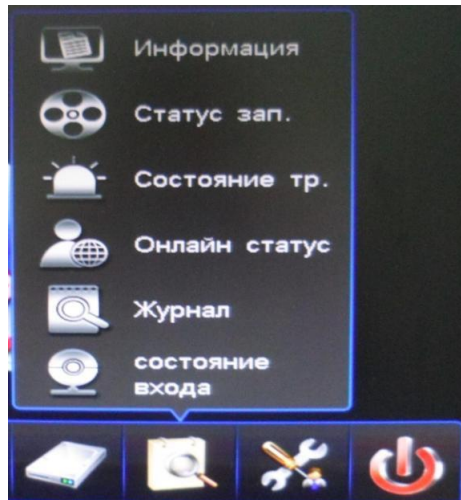 Информация
Статус зап.
Состояние тр.
Онлайн статус
Журнал
состояние
входа